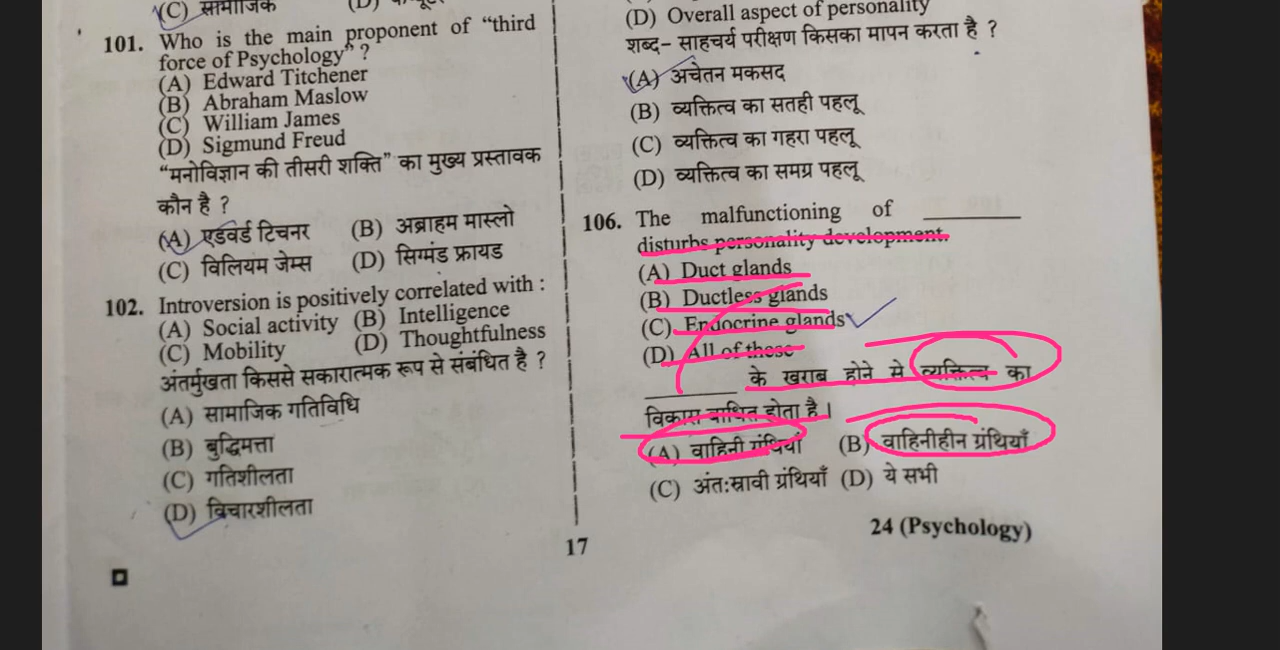 (C) सामाजिक
101. Who is the main proponent of “third
force of Psychology” ?
(A) Edward Titchener
(B) Abraham Maslow
(C) William James
(D) Sigmund Freud
“मनोविज्ञान की तीसरी शक्ति” का मुख्य प्रस्तावक
कौन है ?
(A) एडवर्ड टिचनर (B) अब्राहम मास्लो
(C) विलियम जेम्स (D) सिग्मंड फ्रायड
102. Introversion is positively correlated with :
(A) Social activity (B) Intelligence
(C) Mobility (D) Thoughtfulness
अंतर्मुखता किससे सकारात्मक रूप से संबंधित है ?
(A) सामाजिक गतिविधि
(B) बुद्धिमत्ता
(C) गतिशीलता
(D) विचारशीलता
(D) Overall aspect of personality
शब्द– साहचर्य परीक्षण किसका मापन करता है ?
(A) अचेतन मकसद
(B) व्यक्तित्व का सतही पहलू
(C) व्यक्तित्व का गहरा पहलू
(D) व्यक्तित्व का समग्र पहलू
106. The malfunctioning of ________
disturbs personality development.
(A) Duct glands
(B) Ductless glands
(C) Endocrine glands
(D) All of these
________ के खराब होने मे व्यक्तित्व का
विकास बाधित होता है।
(A) वाहिनी ग्रंथियां (B) वाहिनीहीन ग्रंथियाँ
(C) अंत:स्रावी ग्रंथियाँ (D) ये सभी
17
24 (Psychology)